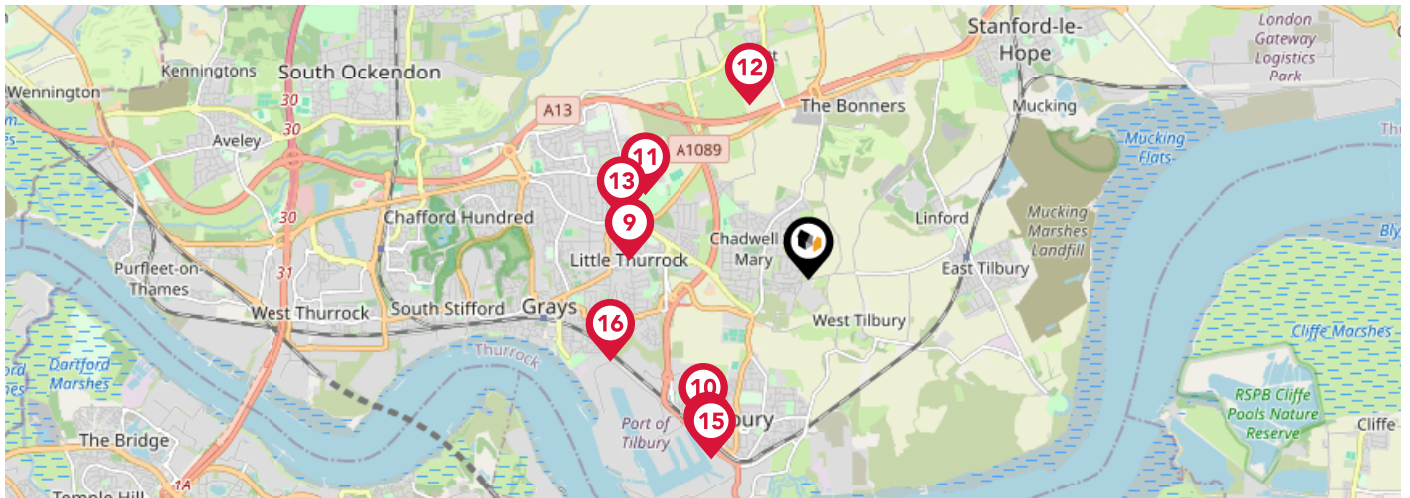 Stanford-le-
Hope
London
Gateway
Logistics
Park
12
Kenningtons
South Ockendon
Wennington
30
A13
The Bonners
Mucking
30
Aveley
A1089
Mucking
Flats
11
13
30
Chafford Hundred
9
Linford
Mucking
Marshes
Landfill
Chadwell
Mary
Little Thurrock
East Tilbury
Purfleet-on-
Thames
31
West Thurrock
South Stifford
Grays
16
West Tilbury
Cliffe Marshes
Thurrock
Dartford
Marshes
10
15
bury
Port of
Tilbury
RSPB Cliffe
Pools Nature
Reserve
Cliffe
The Bridge
1A
Temple Hill